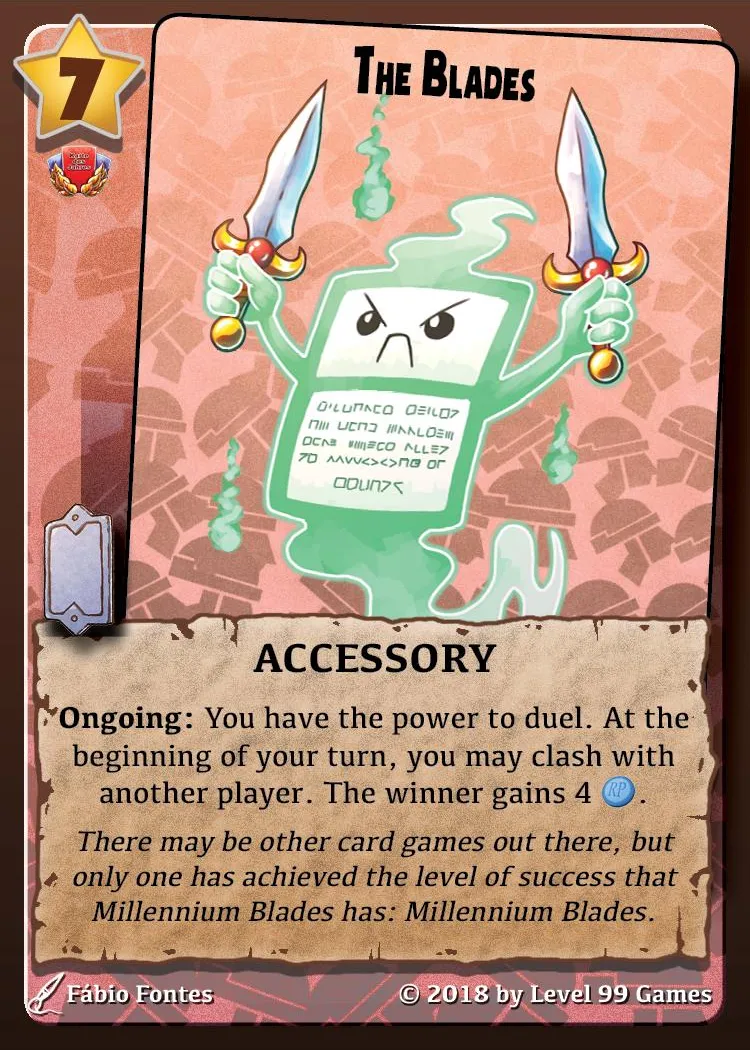 7
THE BLADES
ACCESSORY
Ongoing: You have the power to duel. At the
beginning of your turn, you may clash with
another player. The winner gains 4 RP.
There may be other card games out there, but
only one has achieved the level of success that
Millennium Blades has: Millennium Blades.
Fábio Fontes
© 2018 by Level 99 Games